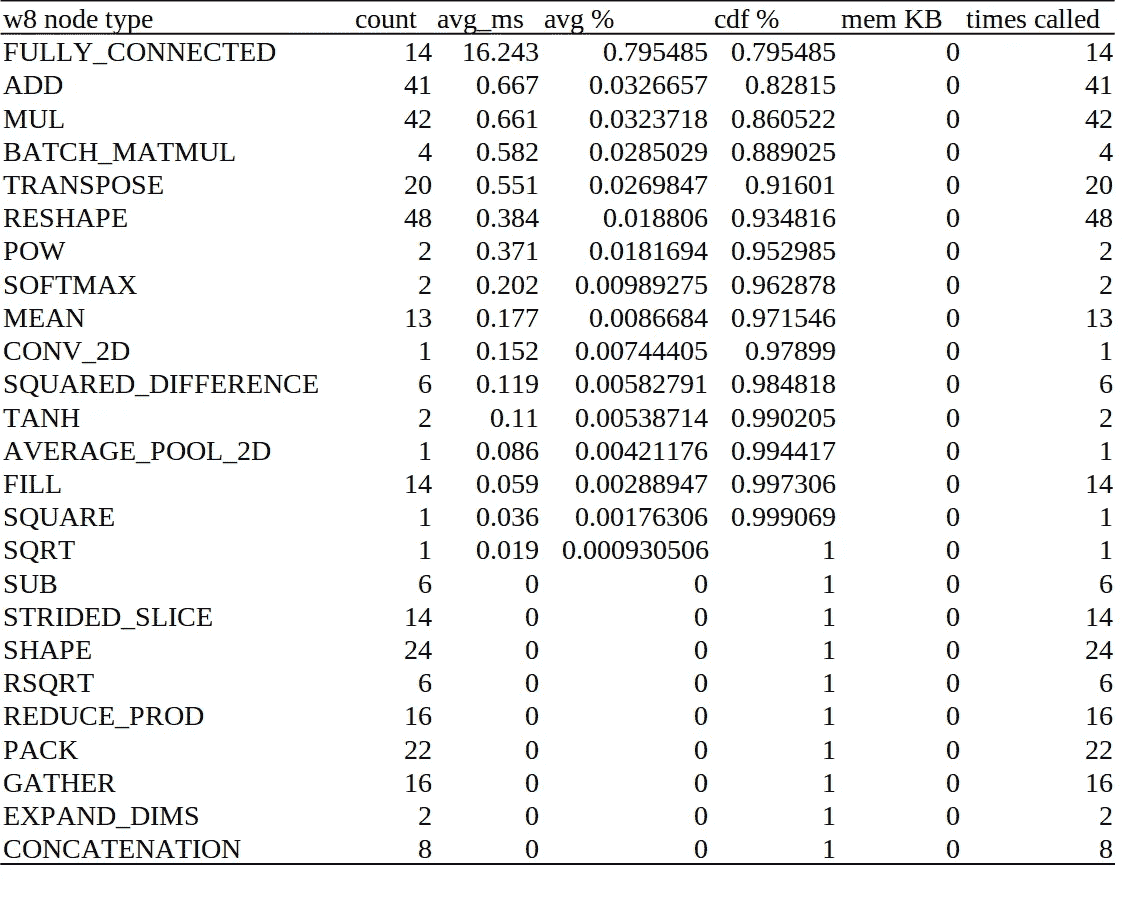 w8 node type count avg_ms avg % cdf % mem KB times called
FULLY_CONNECTED 14 16.243 0.795485 0.795485 0 14
ADD 41 0.667 0.0326657 0.82815 0 41
MUL 42 0.661 0.0323718 0.860522 0 42
BATCH_MATMUL 4 0.582 0.0285029 0.889025 0 4
TRANSPOSE 20 0.551 0.0269847 0.91601 0 20
RESHAPE 48 0.384 0.018806 0.934816 0 48
POW 2 0.371 0.0181694 0.952985 0 2
SOFTMAX 2 0.202 0.00989275 0.962878 0 2
MEAN 13 0.177 0.0086684 0.971546 0 13
CONV_2D 1 0.152 0.00744405 0.97899 0 1
SQUARED_DIFFERENCE 6 0.119 0.00582791 0.984818 0 6
TANH 2 0.11 0.00538714 0.990205 0 2
AVERAGE_POOL_2D 1 0.086 0.00421176 0.994417 0 1
FILL 14 0.059 0.00288947 0.997306 0 14
SQUARE 1 0.036 0.00176306 0.999069 0 1
SQRT 1 0.019 0.000930506 1 0 1
SUB 6 0 0 1 0 6
STRIDED_SLICE 14 0 0 1 0 14
SHAPE 24 0 0 1 0 24
RSQRT 6 0 0 1 0 6
REDUCE_PROD 16 0 0 1 0 16
PACK 22 0 0 1 0 22
GATHER 16 0 0 1 0 16
EXPAND_DIMS 2 0 0 1 0 2
CONCATENATION 8 0 0 1 0 8